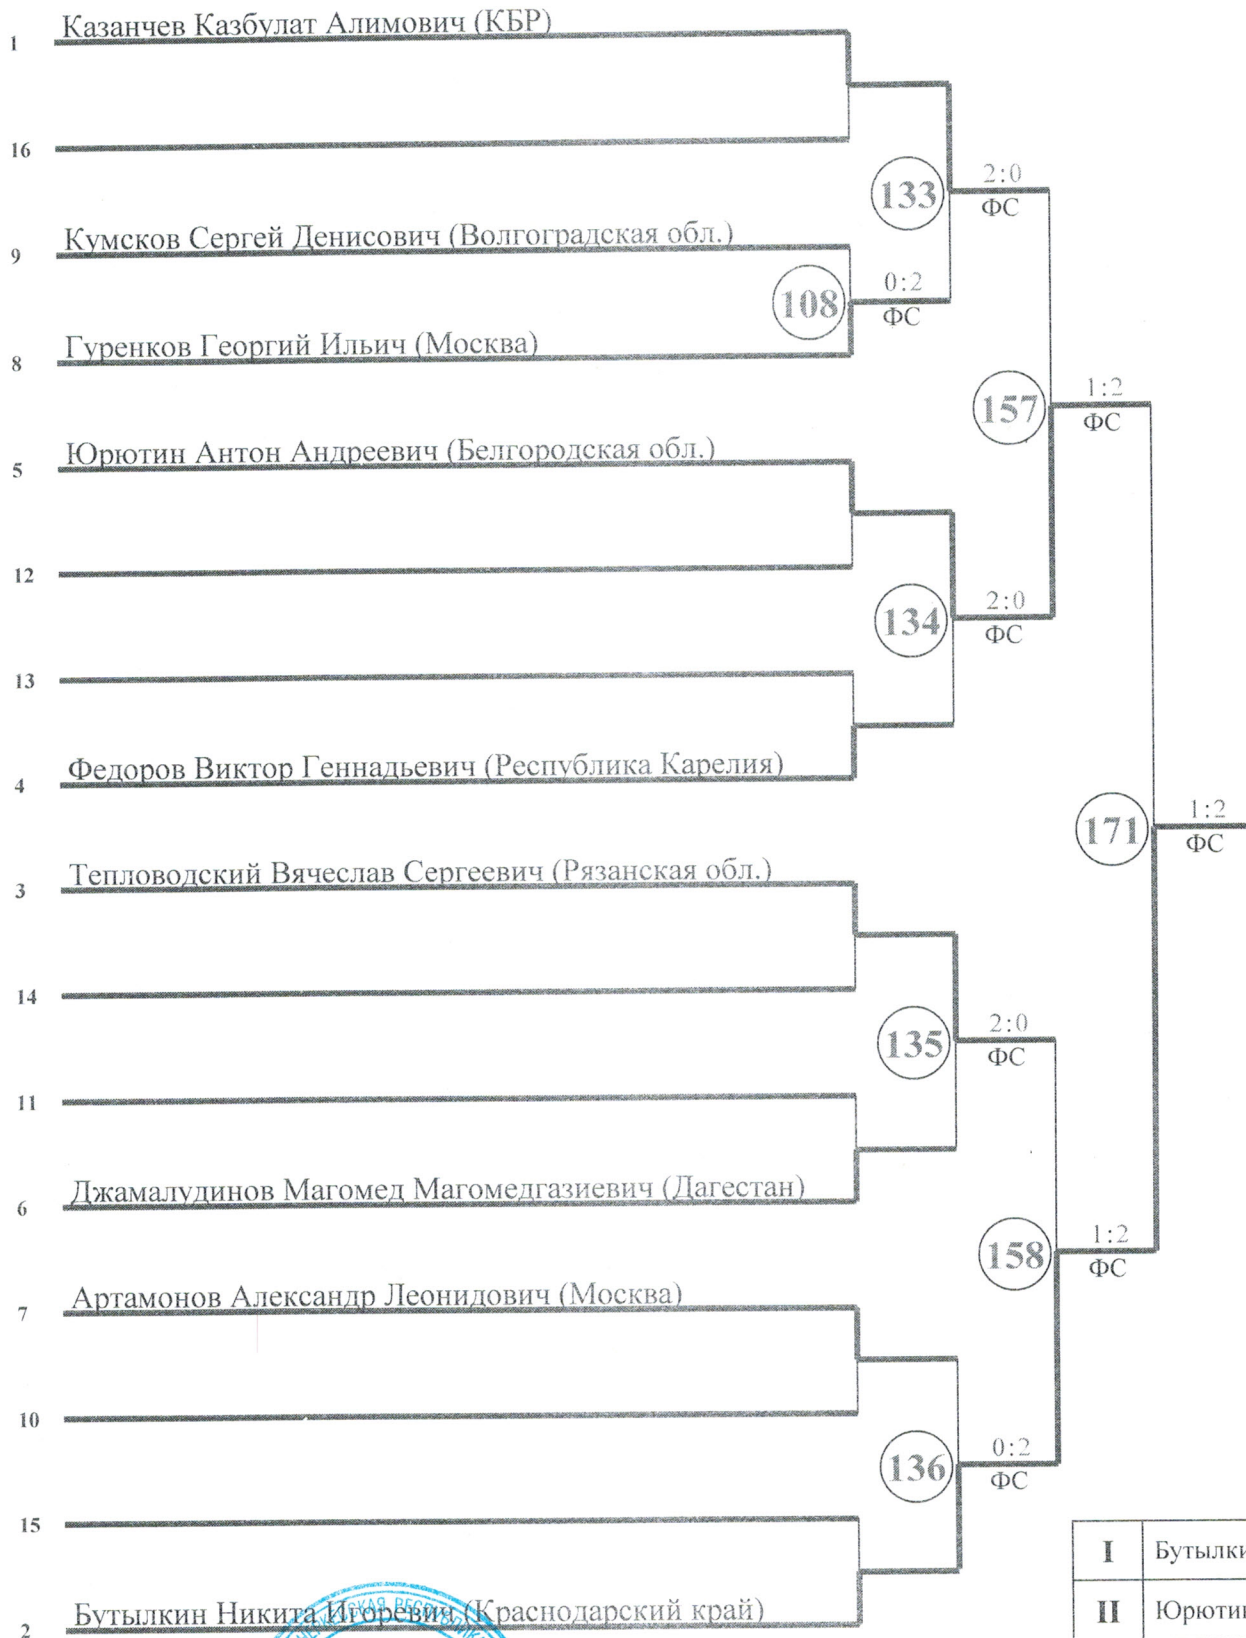 1 Казанчев Казбулат Алимович (КБР)
16
133 2:0
ФС
9 Кумсков Сергей Денисович (Волгоградская обл.)
108 0:2
ФС
8 Гуренков Георгий Ильич (Москва)
157 1:2
ФС
5 Юрютин Антон Андреевич (Белгородская обл.)
12
134 2:0
ФС
13
4 Федоров Виктор Геннадьевич (Республика Карелия)
171 1:2
ФС
3 Тепловодский Вячеслав Сергеевич (Рязанская обл.)
14
135 2:0
ФС
11
6 Джамалудинов Магомед Магомедгазиевич (Дагестан)
158 1:2
ФС
7 Артамонов Александр Леонидович (Москва)
10
136 0:2
ФС
15
I Бутылки
2 Бутылкин Никита Игоревич (Краснодарский край)
II Юрютин